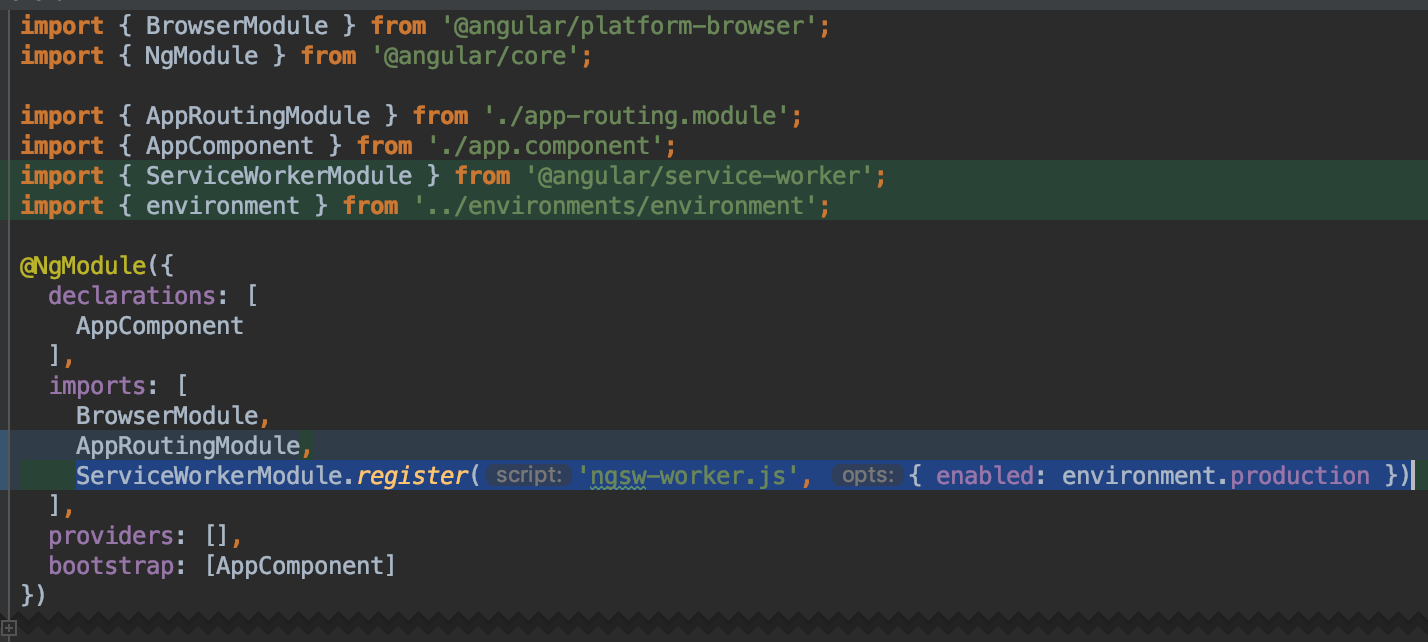 import { BrowserModule } from '@angular/platform-browser';
import { NgModule } from '@angular/core';

import { AppRoutingModule } from './app-routing.module';
import { AppComponent } from './app.component';
import { ServiceWorkerModule } from '@angular/service-worker';
import { environment } from '../environments/environment';

@NgModule({
  declarations: [
    AppComponent
  ],
  imports: [
    BrowserModule,
    AppRoutingModule,
    ServiceWorkerModule.register( script: 'ngsw-worker.js', opts: { enabled: environment.production })
  ],
  providers: [],
  bootstrap: [AppComponent]
})